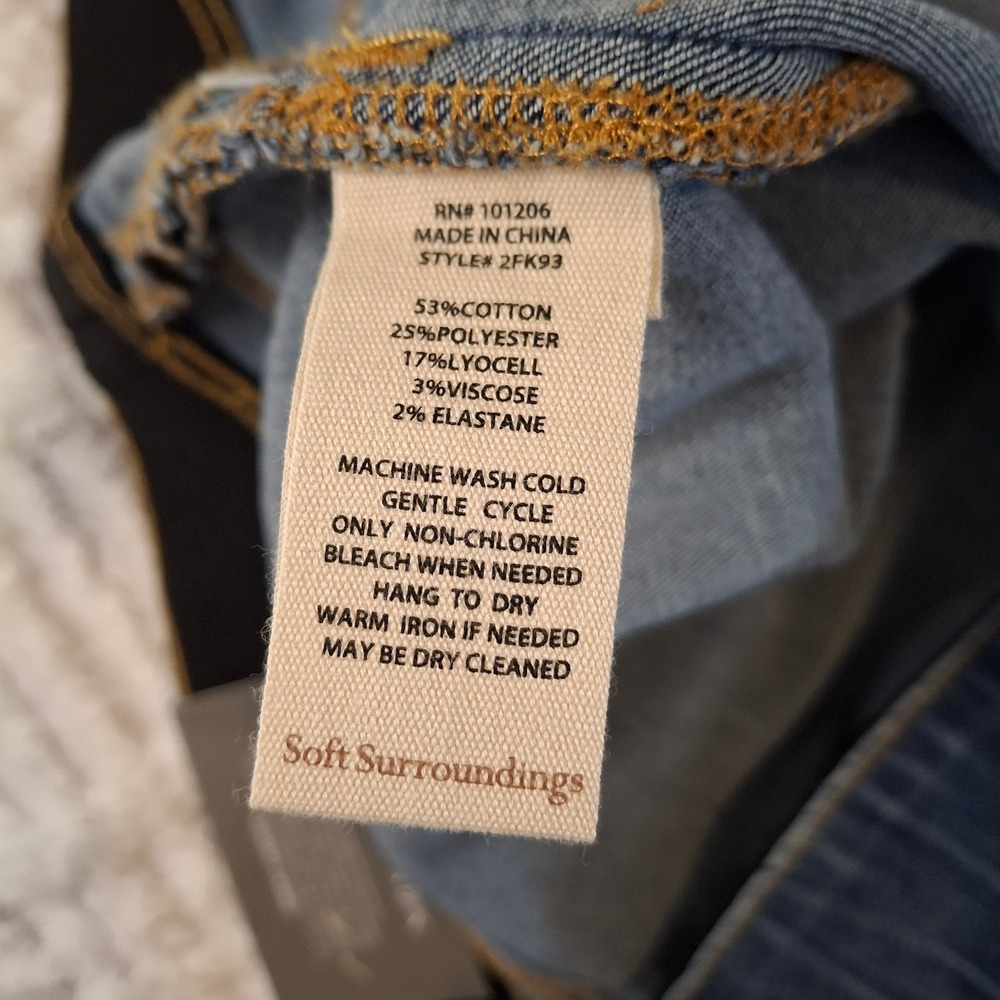 RN# 101206
MADE IN CHINA
STYLE# 2FK93
53%COTTON
25%POLYESTER
17%LYOCELL
3%VISCOSE
2% ELASTANE
MACHINE WASH COLD
GENTLE CYCLE
ONLY NON-CHLORINE
BLEACH WHEN NEEDED
HANG TO DRY
WARM IRON IF NEEDED
MAY BE DRY CLEANED
Soft Surroundings